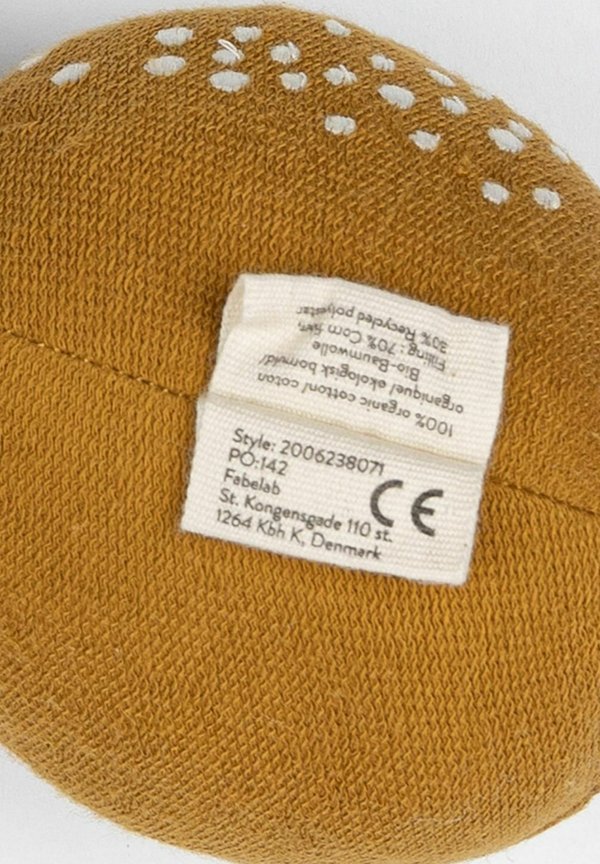 100% organic cotton/ coton
organique/ økologisk bomuld/
Bio-Baumwolle
Filling: 70% Corn fibre,
30% Recycled polyester
Style: 2006238071
PO:142
Fabelab
St. Kongensgade 110 st.
1264 Kbh K, Denmark
CE